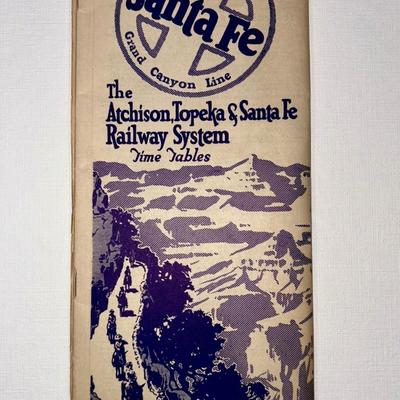 Santa Fe
Grand Canyon Line
The
Atchison, Topeka & Santa Fe
Railway System
Time Tables